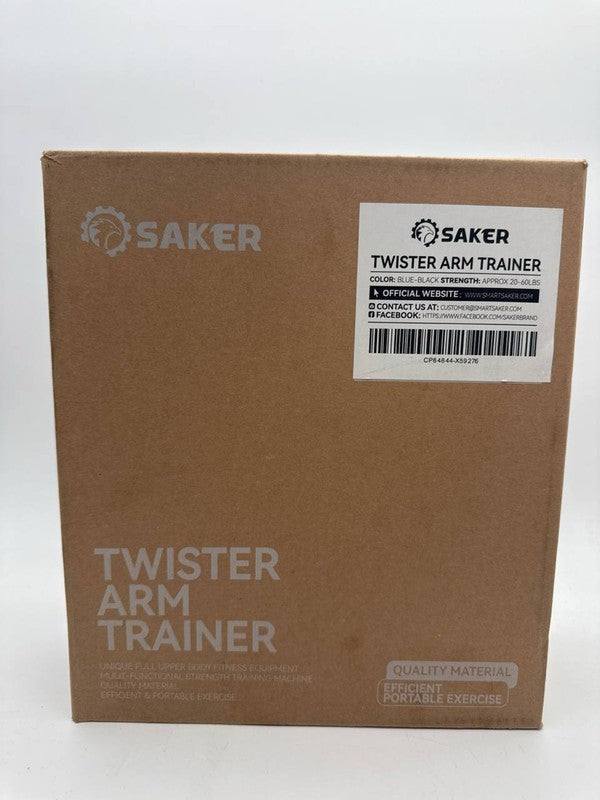 SAKER
SAKER
TWISTER ARM TRAINER
COLOR: BLUE-BLACK STRENGTH: APPROX 20-60LBS
OFFICIAL WEBSITE: WWW.SMARTSAKER.COM
CONTACT US AT: CUSTOMER@SMARTSAKER.COM
FACEBOOK: HTTPS://WWW.FACEBOOK.COM/SAKERBRAND
CP84844-X59276
TWISTER
ARM
TRAINER
UNIQUE FULL UPPER BODY FITNESS EQUIPMENT
MULIT-FUNCTIONAL STRENGTH TRAINING MACHINE
QUALITY MATERIAL
EFFICIENT & PORTABLE EXERCISE
QUALITY MATERIAL
EFFICIENT
PORTABLE EXERCISE